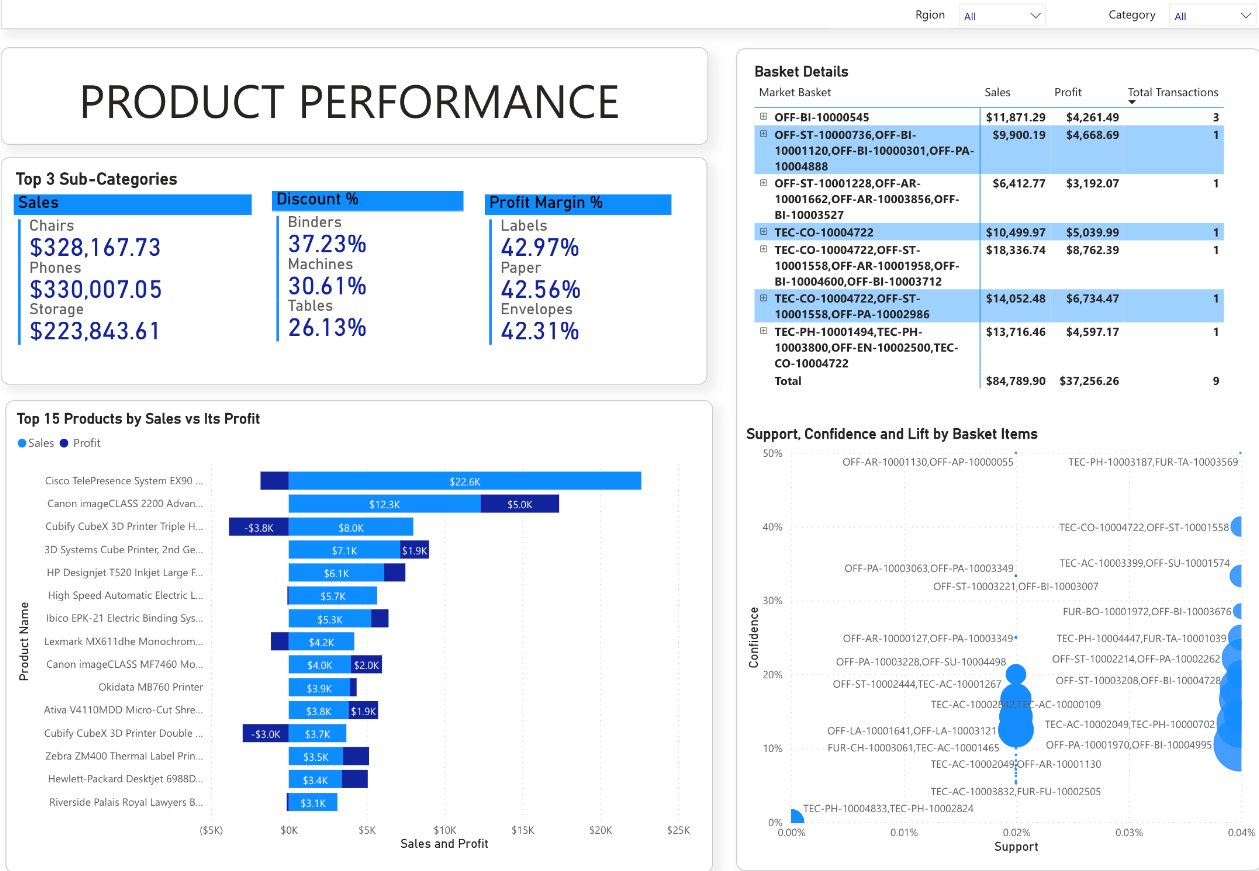 Rgion All Category All
PRODUCT PERFORMANCE
Top 3 Sub-Categories
Sales
Chairs
$328,167.73
Phones
$330,007.05
Storage
$223,843.61
Discount %
Binders
37.23%
Machines
30.61%
Tables
26.13%
Profit Margin %
Labels
42.97%
Paper
42.56%
Envelopes
42.31%
Top 15 Products by Sales vs Its Profit
Sales Profit
Product Name
Cisco TelePresence System EX90 ... $22.6K
Canon imageCLASS 2200 Advan... $12.3K $5.0K
Cubify CubeX 3D Printer Triple H... -$3.8K $8.0K
3D Systems Cube Printer, 2nd Ge... $7.1K $1.9K
HP Designjet T520 Inkjet Large F... $6.1K
High Speed Automatic Electric L... $5.7K
Ibico EPK-21 Electric Binding Sys... $5.3K
Lexmark MX611dhe Monochrom... $4.2K
Canon imageCLASS MF7460 Mo... $4.0K $2.0K
Okidata MB760 Printer $3.9K
Ativa V4110MDD Micro-Cut Shre... $3.8K $1.9K
Cubify CubeX 3D Printer Double ... -$3.0K $3.7K
Zebra ZM400 Thermal Label Prin... $3.5K
Hewlett-Packard Deskjet 6988D... $3.4K
Riverside Palais Royal Lawyers B... $3.1K
($5K) $0K $5K $10K $15K $20K $25K
Sales and Profit
Basket Details
Market Basket Sales Profit Total Transactions
OFF-BI-10000545 $11,871.29 $4,261.49 3
OFF-ST-10000736,OFF-BI- $9,900.19 $4,668.69 1
10001120,OFF-BI-10000301,OFF-PA-
10004888
OFF-ST-10001228,OFF-AR- $6,412.77 $3,192.07 1
10001662,OFF-AR-10003856,OFF-
BI-10003527
TEC-CO-10004722 $10,499.97 $5,039.99 1
TEC-CO-10004722,OFF-ST- $18,336.74 $8,762.39 1
10001558,OFF-AR-10001958,OFF-
BI-10004600,OFF-BI-10003712
TEC-CO-10004722,OFF-ST- $14,052.48 $6,734.47 1
10001558,OFF-PA-10002986
TEC-PH-10001494,TEC-PH- $13,716.46 $4,597.17 1
10003800,OFF-EN-10002500,TEC-
CO-10004722
Total $84,789.90 $37,256.26 9
Support, Confidence and Lift by Basket Items
Confidence
50%
OFF-AR-10001130,OFF-AP-10000055 TEC-PH-10003187,FUR-TA-10003569
40% TEC-CO-10004722,OFF-ST-10001558
TEC-AC-10003399,OFF-SU-10001574
OFF-PA-10003063,OFF-PA-10003349
OFF-ST-10003221,OFF-BI-10003007
30%
FUR-BO-10001972,OFF-BI-10003676
OFF-AR-10000127,OFF-PA-10003349 TEC-PH-10004447,FUR-TA-10001039
OFF-PA-10003228,OFF-SU-10004498 OFF-ST-10002214,OFF-PA-10002262
20%
OFF-ST-10002444,TEC-AC-10001267 OFF-ST-10003208,OFF-BI-10004728
TEC-AC-10002842,TEC-AC-10000109
OFF-LA-10001641,OFF-LA-10003121 TEC-AC-10002049,TEC-PH-10000702
10% FUR-CH-10003061,TEC-AC-10001465 OFF-PA-10001970,OFF-BI-10004995
TEC-AC-10002049,OFF-AR-10001130
TEC-AC-10003832,FUR-FU-10002505
TEC-PH-10004833,TEC-PH-10002824
0%
0.00% 0.01% 0.02% 0.03% 0.04%
Support